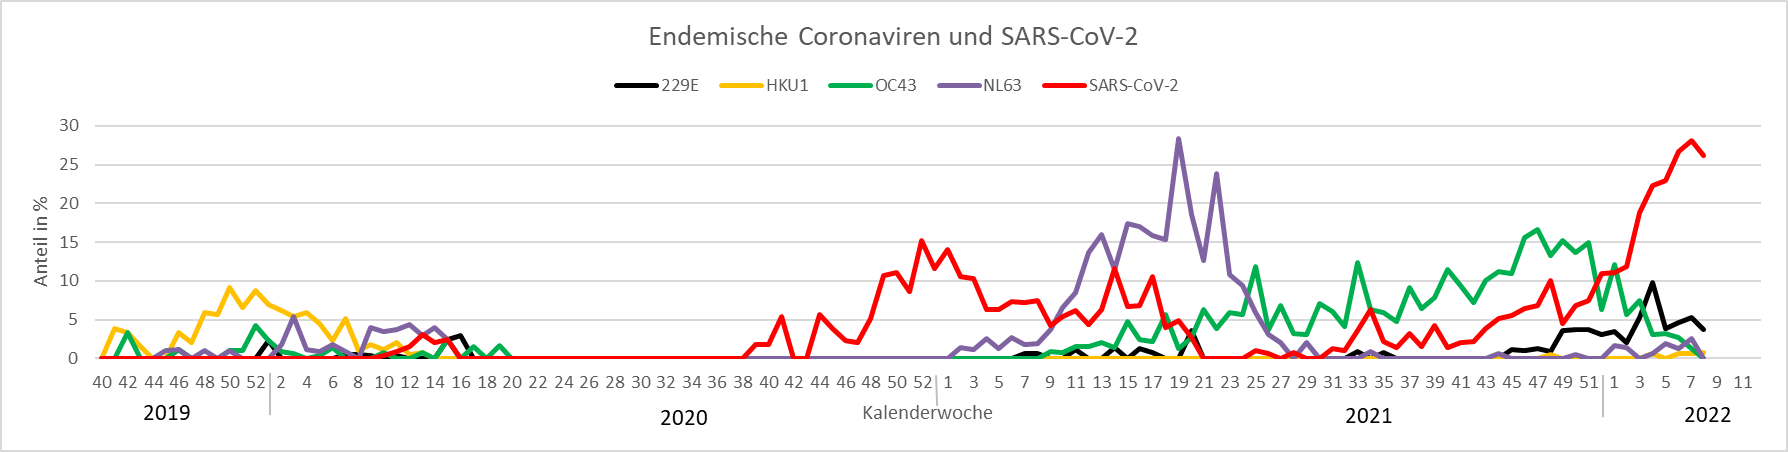 Endemische Coronaviren und SARS-CoV-2
229E HKU1 OC43 NL63 SARS-CoV-2
Anteil in %
30
25
20
15
10
5
0
40 42 44 46 48 50 52 2 4 6 8 10 12 14 16 18 20 22 24 26 28 30 32 34 36 38 40 42 44 46 48 50 52 1 3 5 7 9 11 13 15 17 19 21 23 25 27 29 31 33 35 37 39 41 43 45 47 49 51 1 3 5 7 9 11
2019 2020 Kalenderwoche 2021 2022